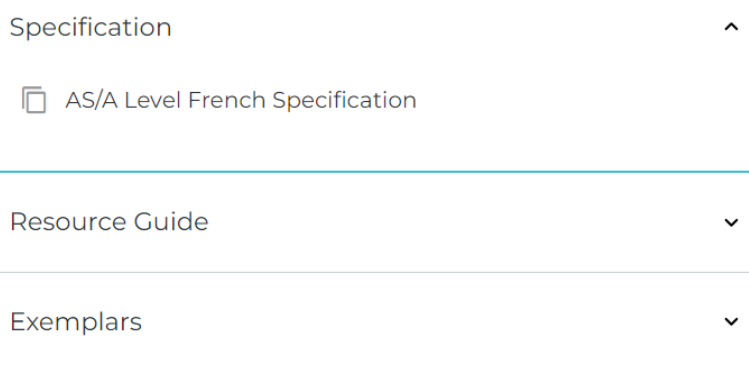 Specification
AS/A Level French Specification
Resource Guide
Exemplars